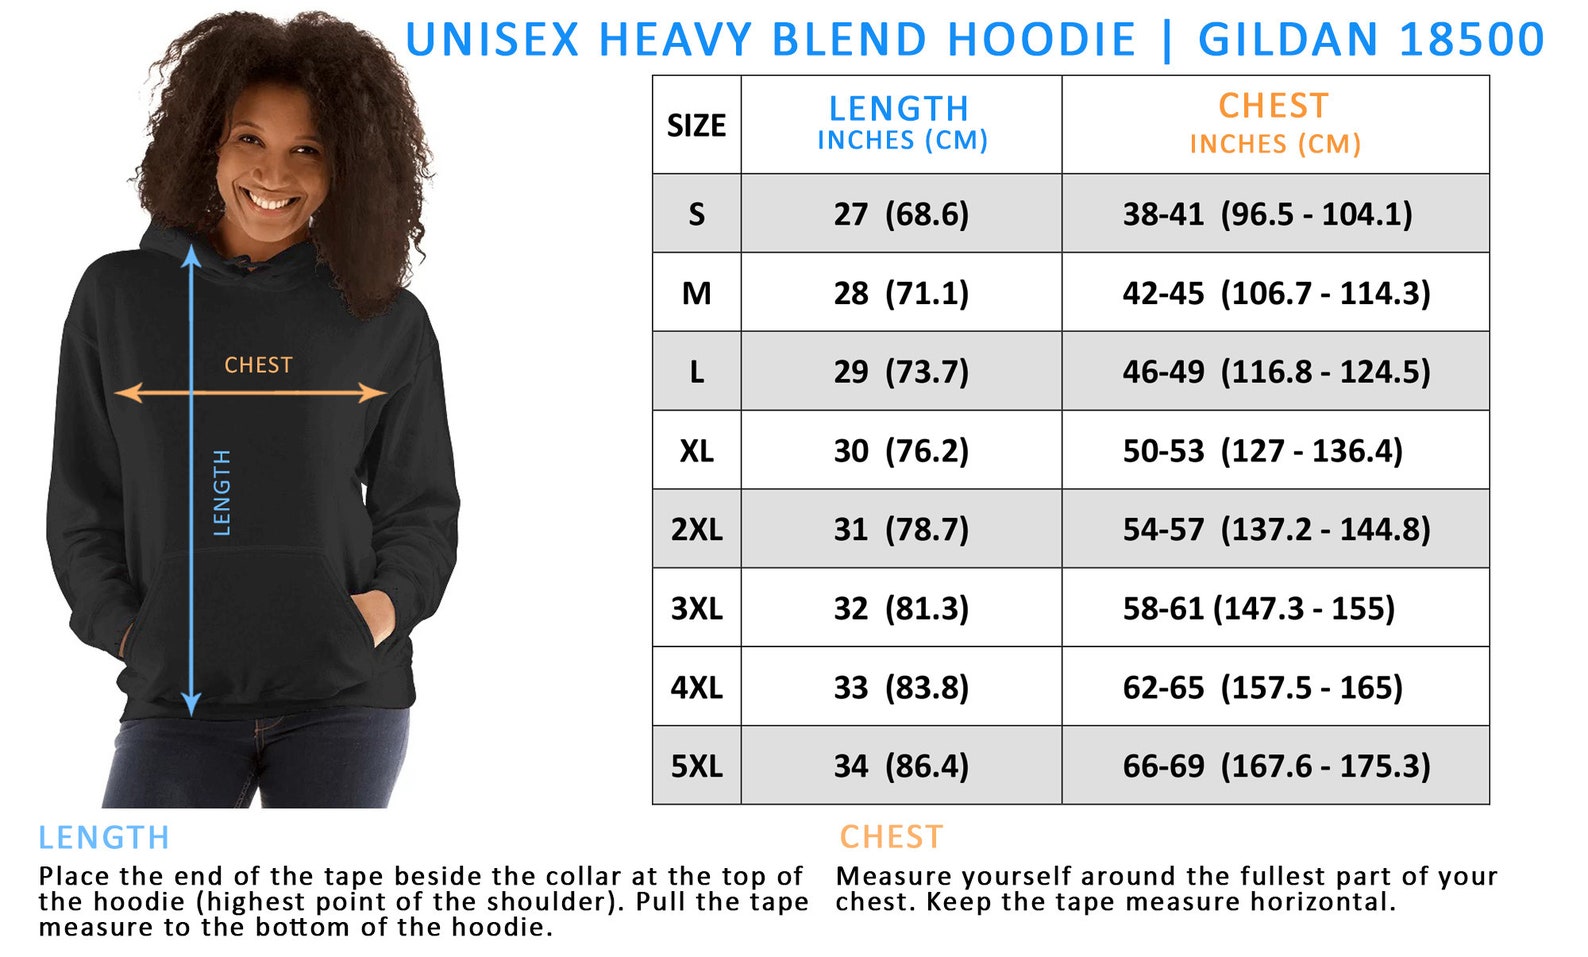 UNISEX HEAVY BLEND HOODIE | GILDAN 18500
SIZE LENGTH INCHES (CM) CHEST INCHES (CM)
S 27 (68.6) 38-41 (96.5 - 104.1)
M 28 (71.1) 42-45 (106.7 - 114.3)
L 29 (73.7) 46-49 (116.8 - 124.5)
XL 30 (76.2) 50-53 (127 - 136.4)
2XL 31 (78.7) 54-57 (137.2 - 144.8)
3XL 32 (81.3) 58-61 (147.3 - 155)
4XL 33 (83.8) 62-65 (157.5 - 165)
5XL 34 (86.4) 66-69 (167.6 - 175.3)
CHEST
LENGTH
LENGTH
Place the end of the tape beside the collar at the top of
the hoodie (highest point of the shoulder). Pull the tape
measure to the bottom of the hoodie.
CHEST
Measure yourself around the fullest part of your
chest. Keep the tape measure horizontal.